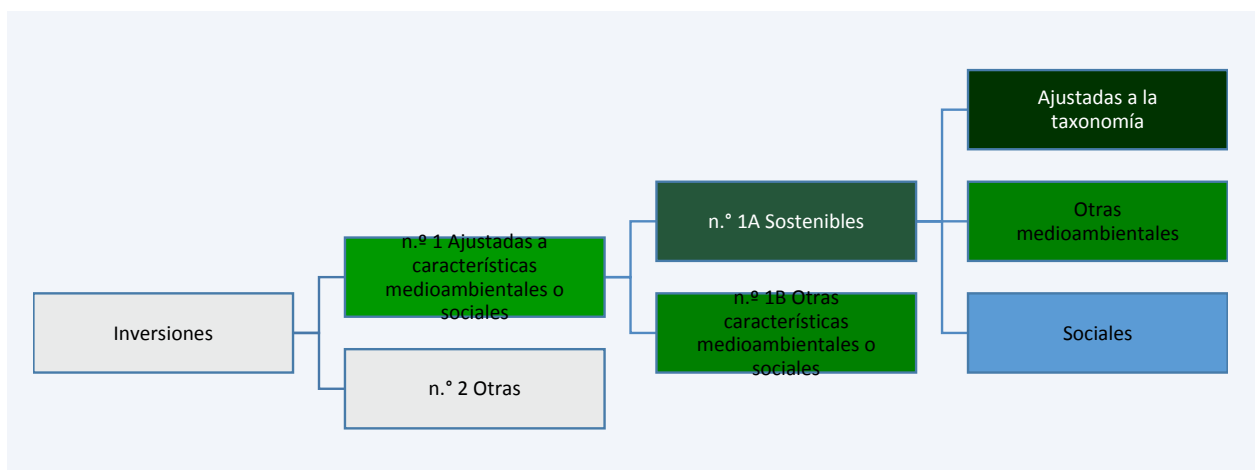 Inversiones
n.º 1 Ajustadas a
características
medioambientales o
sociales
n.° 2 Otras
n.° 1A Sostenibles
n.º 1B Otras
características
medioambientales o
sociales
Ajustadas a la
taxonomía
Otras
medioambientales
Sociales